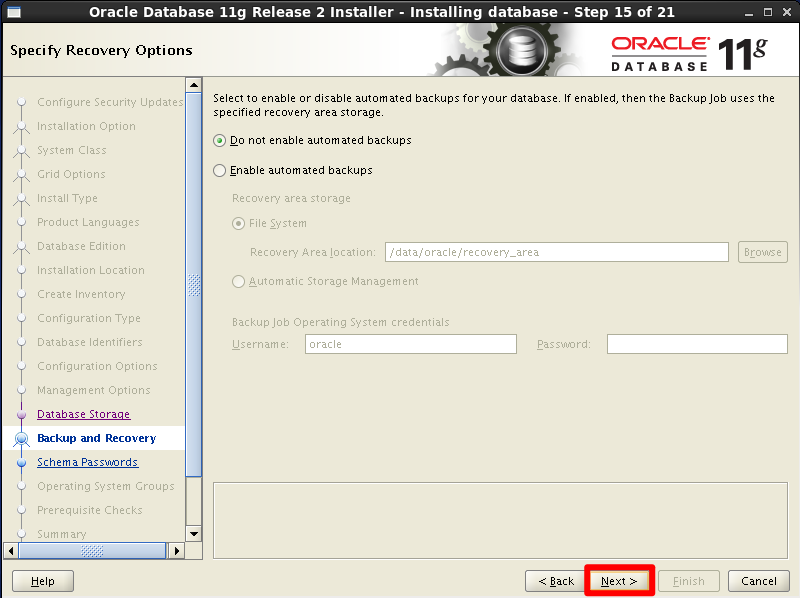 Oracle Database 11g Release 2 Installer - Installing database - Step 15 of 21
Specify Recovery Options
ORACLE
DATABASE
11g
Configure Security Updates
Installation Option
System Class
Grid Options
Install Type
Product Languages
Database Edition
Installation Location
Create Inventory
Configuration Type
Database Identifiers
Configuration Options
Management Options
Database Storage
Backup and Recovery
Schema Passwords
Operating System Groups
Prerequisite Checks
Summary
Select to enable or disable automated backups for your database. If enabled, then the Backup Job uses the
specified recovery area storage.
Do not enable automated backups
Enable automated backups
Recovery area storage
File System
Recovery Area location: /data/oracle/recovery_area Browse
Automatic Storage Management
Backup Job Operating System credentials
Username: oracle Password:
Help < Back Next > Finish Cancel